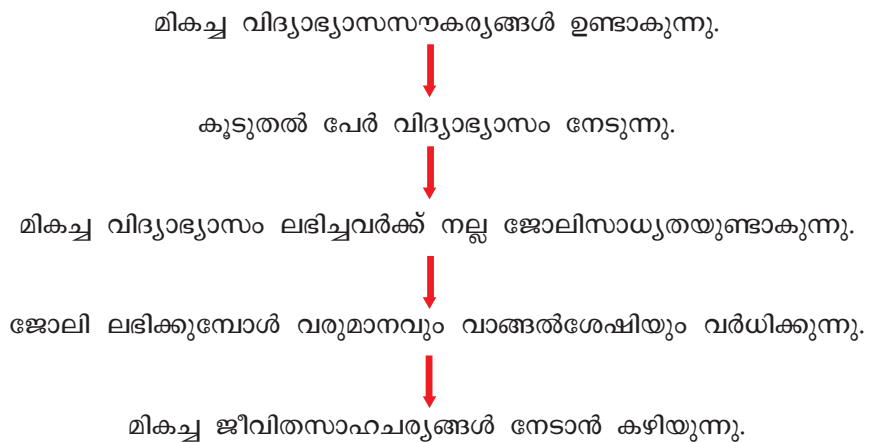 മികച്ച വിദ്യാഭ്യാസസൗകര്യങ്ങൾ ഉണ്ടാകുന്നു.
കൂടുതൽ പേർ വിദ്യാഭ്യാസം നേടുന്നു.
മികച്ച വിദ്യാഭ്യാസം ലഭിച്ചവർക്ക് നല്ല ജോലിസാധ്യതയുണ്ടാകുന്നു.
ജോലി ലഭിക്കുമ്പോൾ വരുമാനവും വാങ്ങൽശേഷിയും വർധിക്കുന്നു.
മികച്ച ജീവിതസാഹചര്യങ്ങൾ നേടാൻ കഴിയുന്നു.